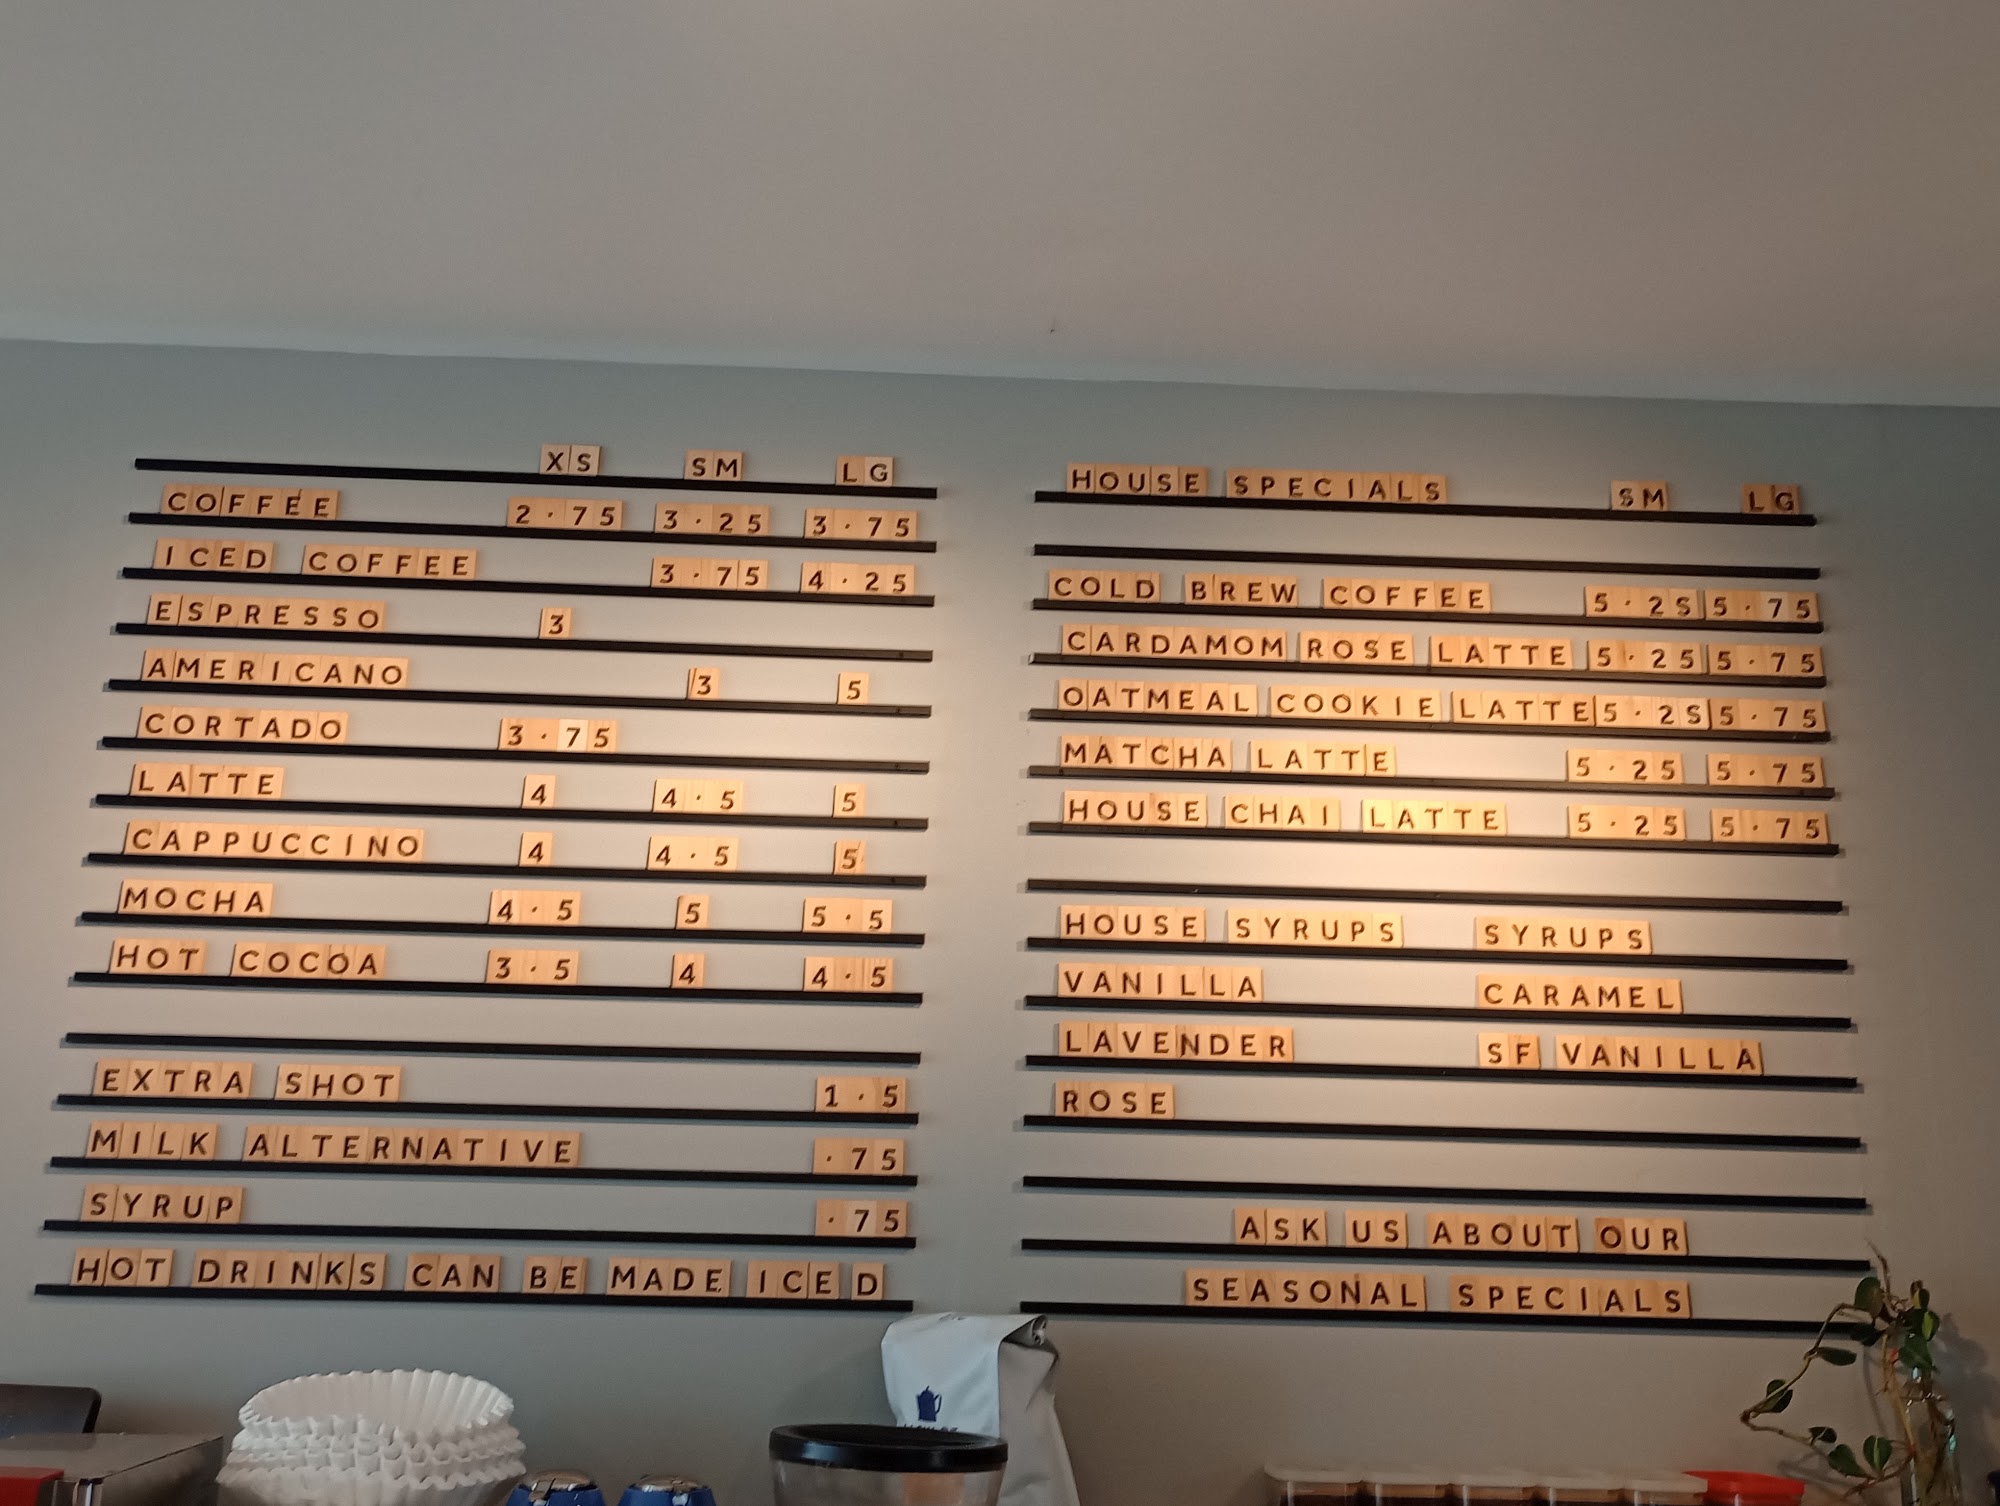 XS SM LG
COFFEE 2·75 3·25 3·75
ICED COFFEE 3·75 4·25
ESPRESSO 3
AMERICANO 3 5
CORTADO 3·75
LATTE 4 4·5 5
CAPPUCCINO 4 4·5 5
MOCHA 4·5 5 5·5
HOT COCOA 3·5 4 4·5
EXTRA SHOT 1·5
MILK ALTERNATIVE ·75
SYRUP ·75
HOT DRINKS CAN BE MADE ICED
HOUSE SPECIALS SM LG
COLD BREW COFFEE 5·2S 5·75
CARDAMOM ROSE LATTE 5·25 5·75
OATMEAL COOKIE LATTE 5·2S 5·75
MATCHA LATTE 5·25 5·75
HOUSE CHAI LATTE 5·25 5·75
HOUSE SYRUPS SYRUPS
VANILLA CARAMEL
LAVENDER SF VANILLA
ROSE
ASK US ABOUT OUR
SEASONAL SPECIALS